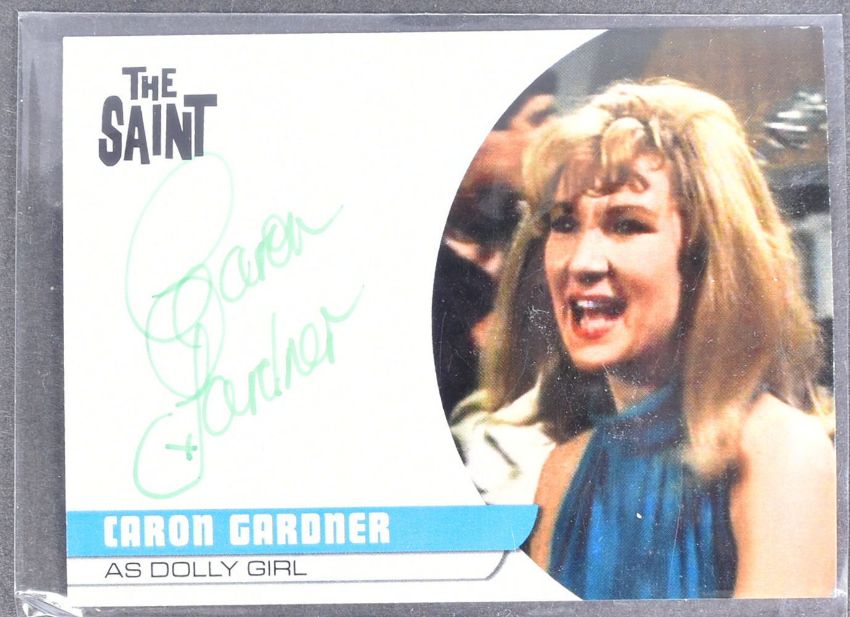 THE
SAINT
Caron
Gardner
x
CARON GARDNER
AS DOLLY GIRL